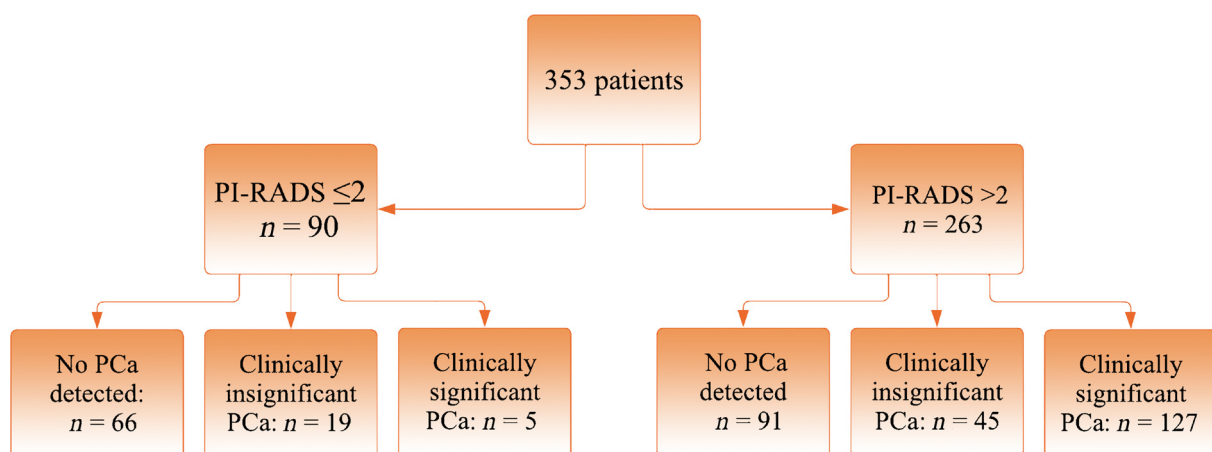 353 patients
PI-RADS ≤2
n = 90
PI-RADS >2
n = 263
No PCa
detected:
n = 66
Clinically
insignificant
PCa: n = 19
Clinically
significant
PCa: n = 5
No PCa
detected
n = 91
Clinically
insignificant
PCa: n = 45
Clinically
significant
PCa: n = 127